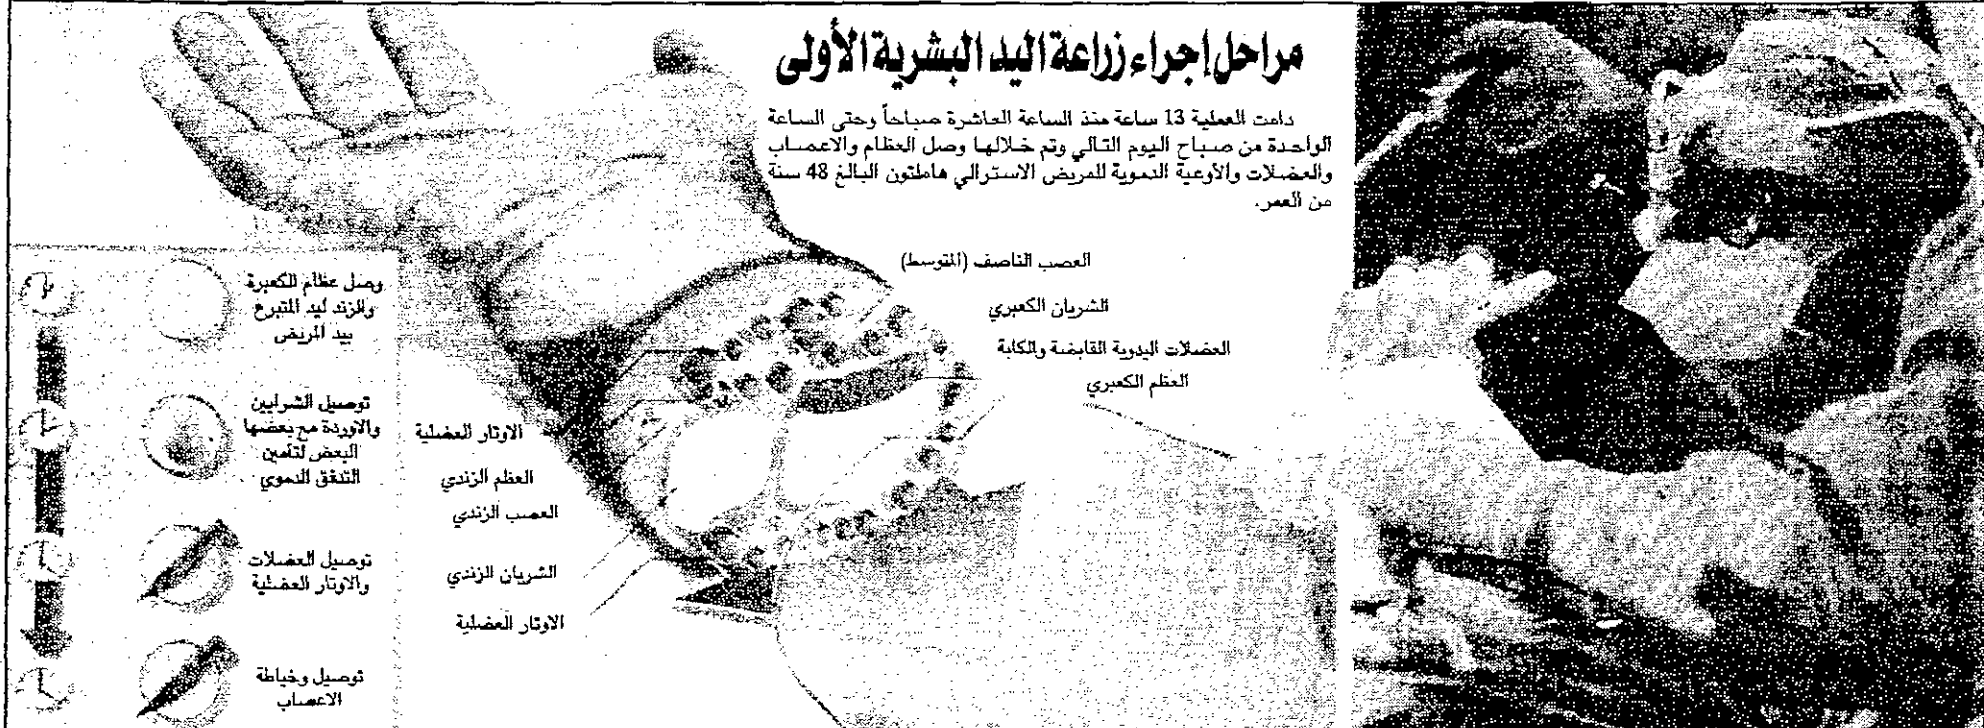 مراحل إجراء زراعة اليد البشرية الأولى
دامت العملية 13 ساعة منذ الساعة العاشرة صباحاً وحتى الساعة
الواحدة من صباح اليوم التالي وتم خلالها وصل العظام والاعصاب
والعضلات والأوعية الدموية للمريض الاسترالي هاملتون البالغ 48 سنة
من العمر.
العصب الناصف (المتوسط)
الشريان الكعبري
العضلات اليدوية القابضة والكابة
العظم الكعبري
الاوتار العضلية
العظم الزندي
العصب الزندي
الشريان الزندي
الاوتار العضلية
وصل عظام الكعبرة
والزند ليد المتبرع
بيد المريض
توصيل الشرايين
والاوردة مع بعضها
البعض لتأمين
التدفق الدموي
توصيل العضلات
والاوتار العضلية
توصيل وخياطة
الاعصاب